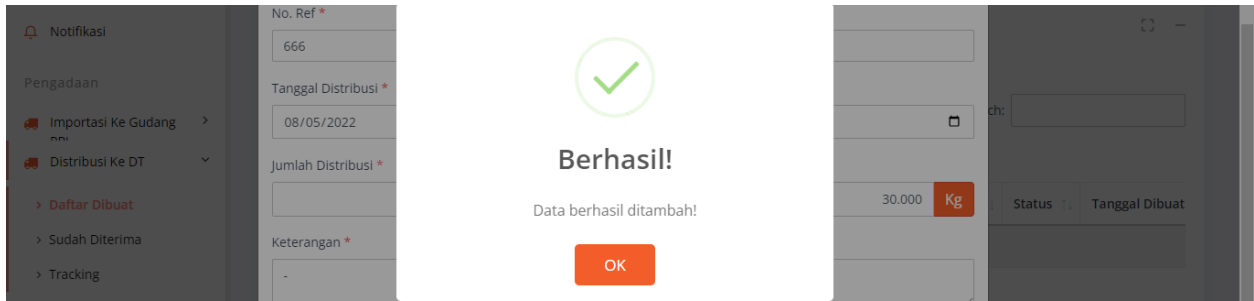 Notifikasi
Pengadaan
Importasi Ke Gudang
Distribusi Ke DT
Daftar Dibuat
Sudah Diterima
Tracking
No. Ref *
666
Tanggal Distribusi *
08/05/2022
Jumlah Distribusi *
30.000 Kg
Keterangan *
-
Berhasil!
Data berhasil ditambah!
OK
ch:
Status
Tanggal Dibuat